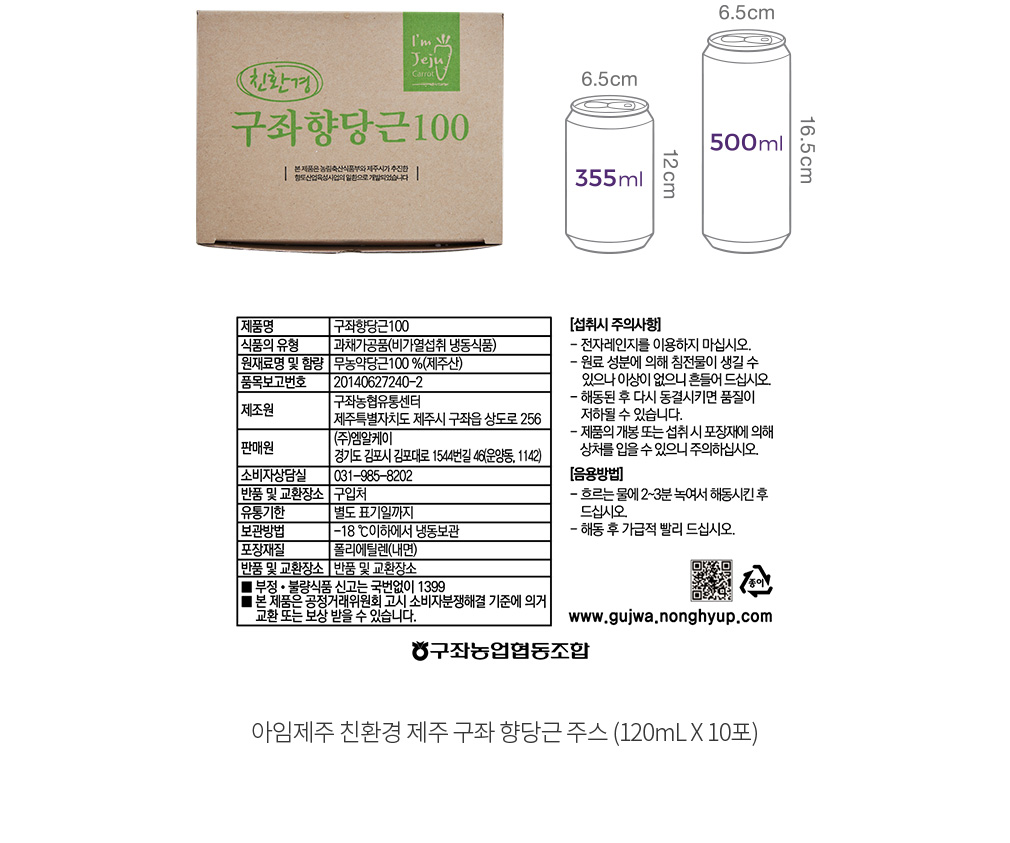 I'm
Jeju
Carrot
친환경
구좌향당근100
본 제품은 농림축산식품부와 제주시가 추진한
향토산업육성사업의 일환으로 개발되었습니다
6.5cm
355ml
12cm
6.5cm
500ml
16.5cm
제품명 구좌향당근100
식품의 유형 과채가공품(비가열섭취 냉동식품)
원재료명 및 함량 무농약당근100 %(제주산)
품목보고번호 20140627240-2
제조원 구좌농협유통센터
제주특별자치도 제주시 구좌읍 상도로 256
판매원 (주)엠알케이
경기도 김포시 김포대로 1544번길 46(운양동, 1142)
소비자상담실 031-985-8202
반품 및 교환장소 구입처
유통기한 별도 표기일까지
보관방법 -18 ℃이하에서 냉동보관
포장재질 폴리에틸렌(내면)
반품 및 교환장소 반품 및 교환장소
■ 부정•불량식품 신고는 국번없이 1399
■ 본 제품은 공정거래위원회 고시 소비자분쟁해결 기준에 의거
교환 또는 보상 받을 수 있습니다.
[섭취시 주의사항]
- 전자레인지를 이용하지 마십시오.
- 원료 성분에 의해 침전물이 생길 수
있으나 이상이 없으니 흔들어 드십시오.
- 해동된 후 다시 동결시키면 품질이
저하될 수 있습니다.
- 제품의 개봉 또는 섭취 시 포장재에 의해
상처를 입을 수 있으니 주의하십시오.
[음용방법]
- 흐르는 물에 2~3분 녹여서 해동시킨 후
드십시오.
- 해동 후 가급적 빨리 드십시오.
종이
www.gujwa.nonghyup.com
구좌농업협동조합
아임제주 친환경 제주 구좌 향당근 주스 (120mL X 10포)